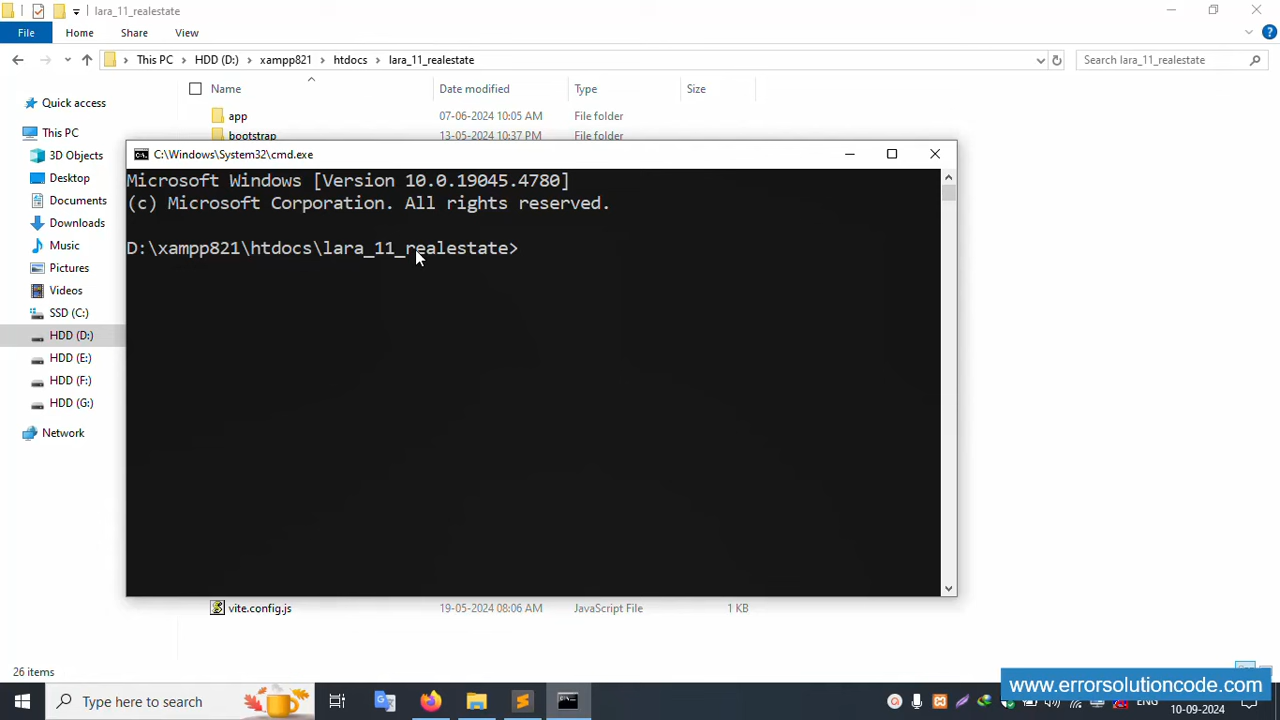 lara_11_realestate
File Home Share View
This PC HDD (D:) xampp821 htdocs lara_11_realestate Search lara_11_realestate
Name Date modified Type Size
Quick access
app 07-06-2024 10:05 AM File folder
This PC
bootstrap 13-05-2024 10:37 PM File folder
3D Objects
C:\Windows\System32\cmd.exe
Desktop
Microsoft Windows [Version 10.0.19045.4780]
Documents
(c) Microsoft Corporation. All rights reserved.
Downloads
Music
D:\xampp821\htdocs\lara_11_realestate>
Pictures
Videos
SSD (C:)
HDD (D:)
HDD (E:)
HDD (F:)
HDD (G:)
Network
vite.config.js 19-05-2024 08:06 AM JavaScript File 1 KB
26 items
www.errorsolutioncode.com
Type here to search
ENG
10-09-2024